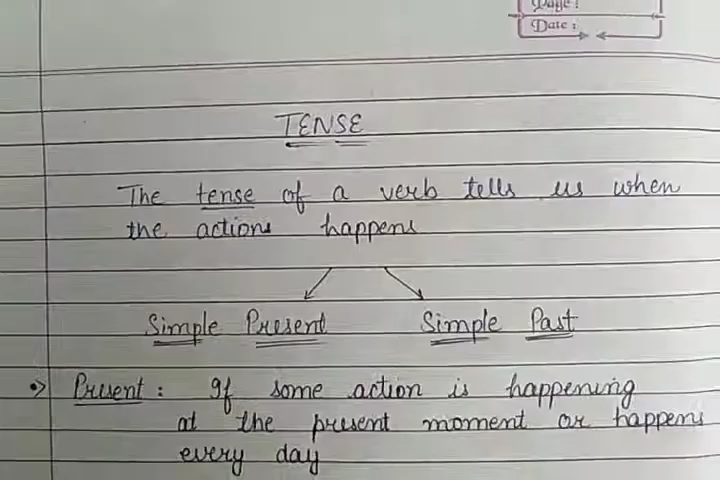 Page :
Date :
TENSE
The tense of a verb tells us when
the actions happens
Simple Present Simple Past
Present : If some action is happening
at the present moment or happens
every day